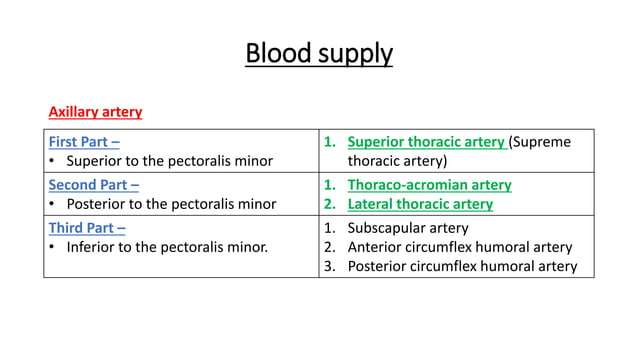 Blood supply
Axillary artery
First Part –
• Superior to the pectoralis minor
1. Superior thoracic artery (Supreme
thoracic artery)
Second Part –
• Posterior to the pectoralis minor
1. Thoraco-acromian artery
2. Lateral thoracic artery
Third Part –
• Inferior to the pectoralis minor.
1. Subscapular artery
2. Anterior circumflex humoral artery
3. Posterior circumflex humoral artery